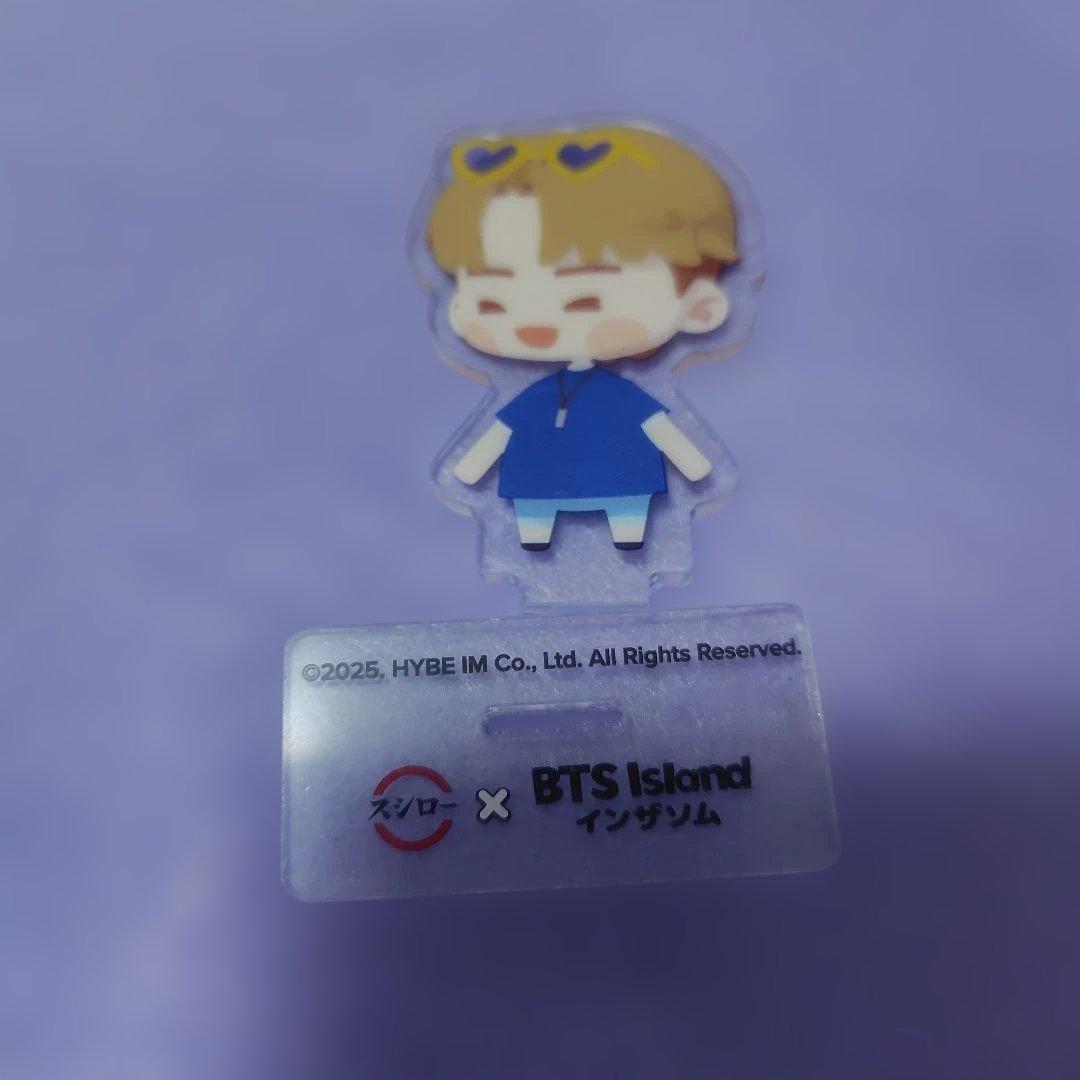 ©2025. HYBE IM Co., Ltd. All Rights Reserved.
スシロー × BTS Island
インザソム